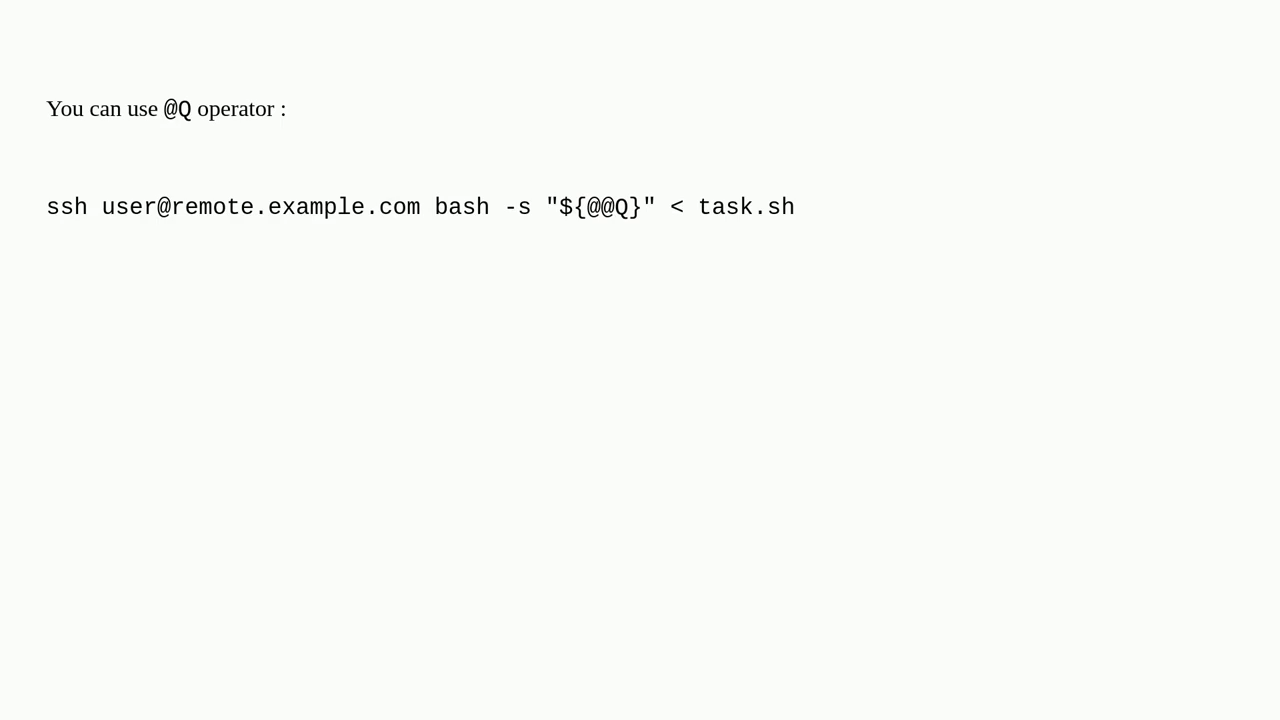 You can use @Q operator :
ssh user@remote.example.com bash -s "${@@Q}" < task.sh